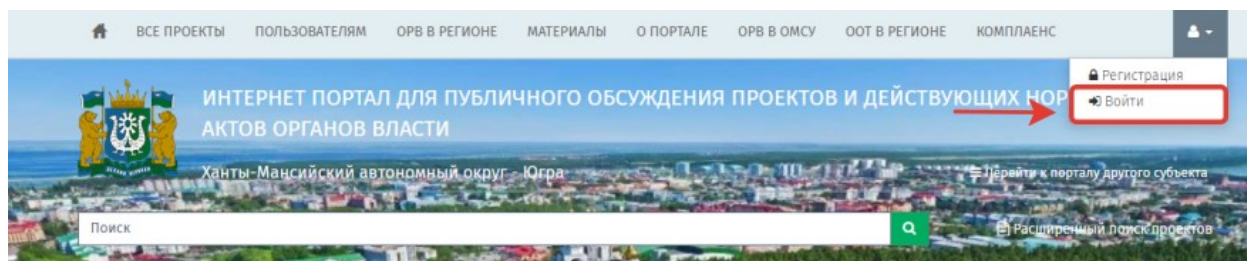 ВСЕ ПРОЕКТЫ ПОЛЬЗОВАТЕЛЯМ ОРВ В РЕГИОНЕ МАТЕРИАЛЫ О ПОРТАЛЕ ОРВ В ОМСУ ООТ В РЕГИОНЕ КОМПЛАЕНС
Регистрация
Войти
ИНТЕРНЕТ ПОРТАЛ ДЛЯ ПУБЛИЧНОГО ОБСУЖДЕНИЯ ПРОЕКТОВ И ДЕЙСТВУЮЩИХ НОР
АКТОВ ОРГАНОВ ВЛАСТИ
Ханты-Мансийский автономный округ - Югра
Перейти к порталу другого субъекта
Поиск
Расширенный поиск проектов